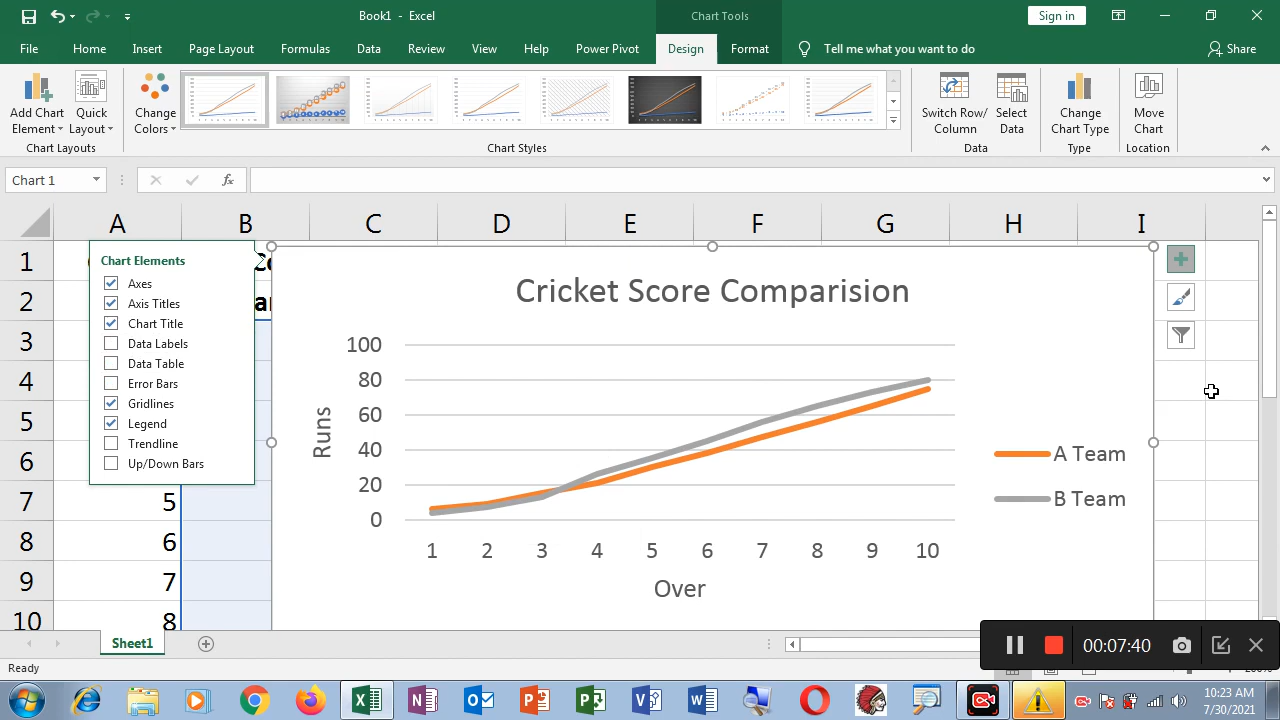 Book1 - Excel
Chart Tools
Sign in
File Home Insert Page Layout Formulas Data Review View Help Power Pivot Design Format Tell me what you want to do Share
Add Chart Element
Quick Layout
Change Colors
Switch Row/ Column
Select Data
Change Chart Type
Move Chart
Chart Layouts
Chart Styles
Data
Type
Location
Chart 1
fx
A B C D E F G H I
1
2
3
4
5
6
7 5
8 6
9 7
10 8
Chart Elements
Axes
Axis Titles
Chart Title
Data Labels
Data Table
Error Bars
Gridlines
Legend
Trendline
Up/Down Bars
Cricket Score Comparision
100
80
60
40
20
0
Runs
1 2 3 4 5 6 7 8 9 10
Over
A Team
B Team
Sheet1
00:07:40
Ready
10:23 AM
7/30/2021